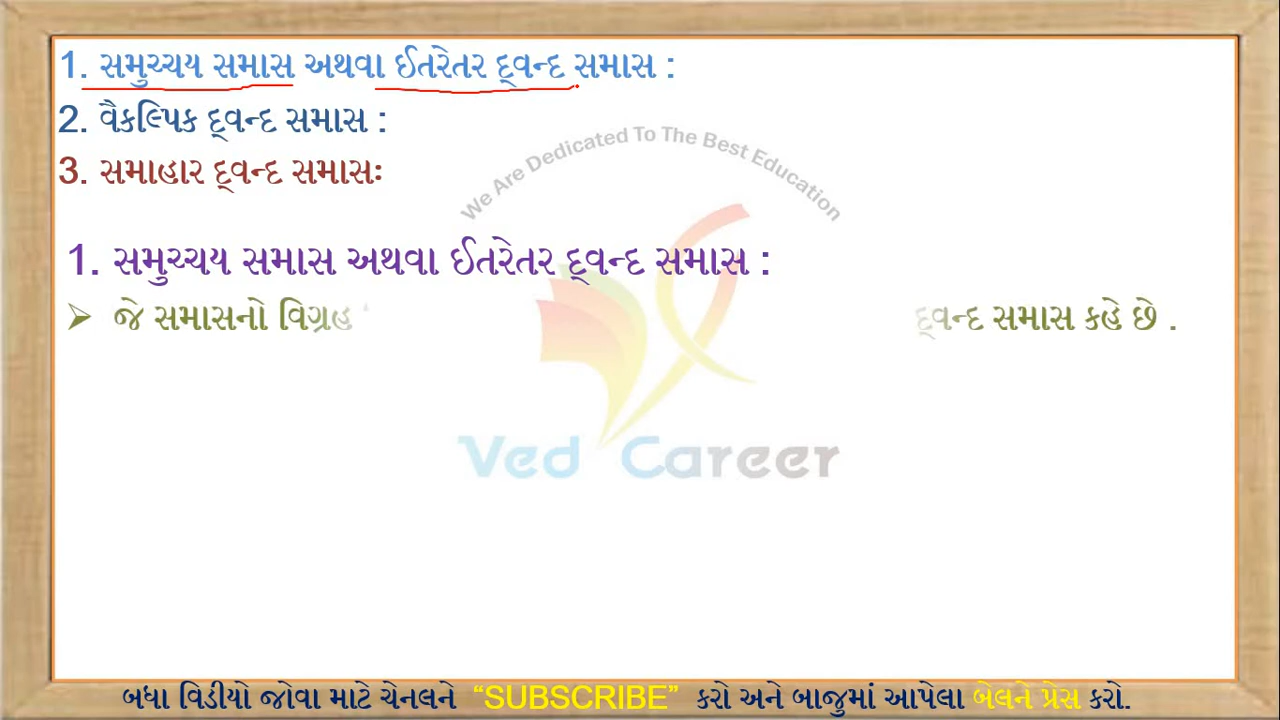 1. સમુચ્ચય સમાસ અથવા ઈતરેતર દ્વન્દ સમાસ :
2. વૈકલ્પિક દ્વન્દ સમાસ :
3. સમાહાર દ્વન્દ સમાસઃ
We Are Dedicated To The Best Education
1. સમુચ્ચય સમાસ અથવા ઈતરેતર દ્વન્દ સમાસ :
➢ જે સમાસનો વિગ્રહ દ્વન્દ સમાસ કહે છે .
Ved Career
બધા વિડીયો જોવા માટે ચેનલને “SUBSCRIBE” કરો અને બાજુમાં આપેલા બેલને પ્રેસ કરો.